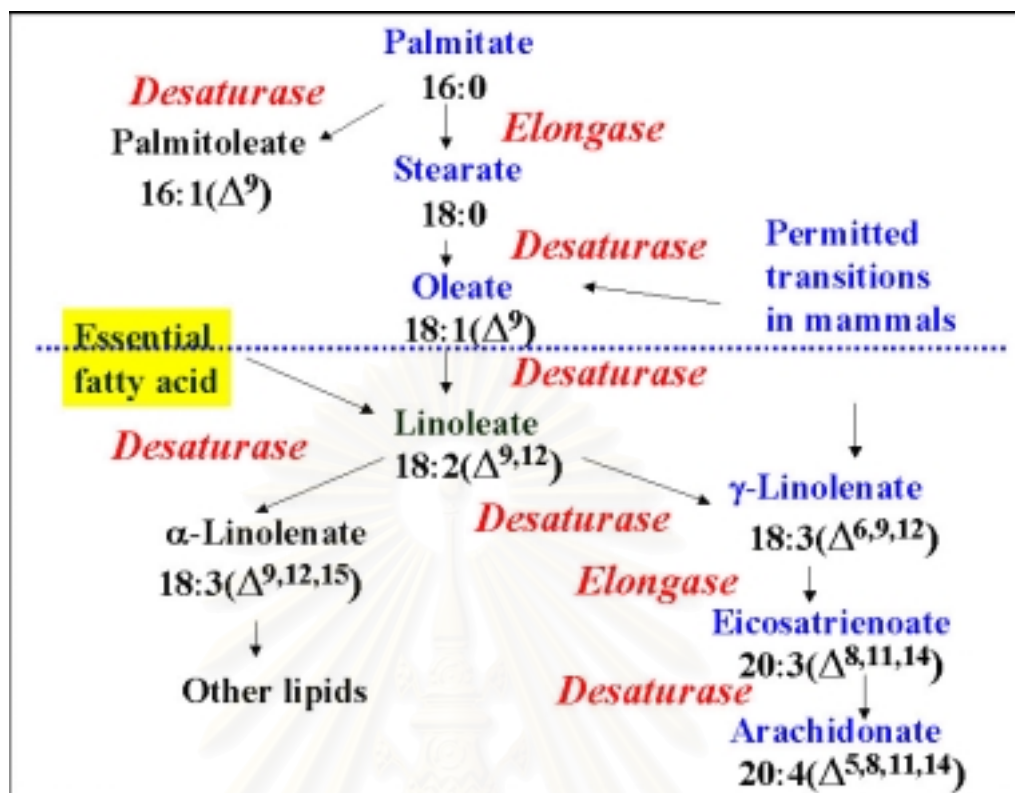 Palmitate
16:0
Desaturase
Palmitoleate
16:1(Δ⁹)
Elongase
Stearate
18:0
Desaturase
Oleate
18:1(Δ⁹)
Permitted
transitions
in mammals
Essential
fatty acid
Desaturase
Linoleate
18:2(Δ⁹,¹²)
Desaturase
α-Linolenate
18:3(Δ⁹,¹²,¹⁵)
Other lipids
Desaturase
γ-Linolenate
18:3(Δ⁶,⁹,¹²)
Elongase
Eicosatrienoate
20:3(Δ⁸,¹¹,¹⁴)
Desaturase
Arachidonate
20:4(Δ⁵,⁸,¹¹,¹⁴)